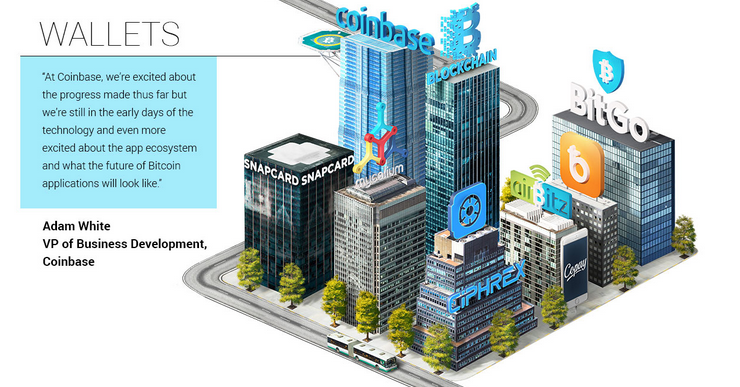 WALLETS
“At Coinbase, we're excited about
the progress made thus far but
we're still in the early days of the
technology and even more
excited about the app ecosystem
and what the future of Bitcoin
applications will look like.”
Adam White
VP of Business Development,
Coinbase
coinbase
BLOCKCHAIN
BitGo
SNAPCARD SNAPCARD
mycelium
airBitz
Copay
CIPHREX